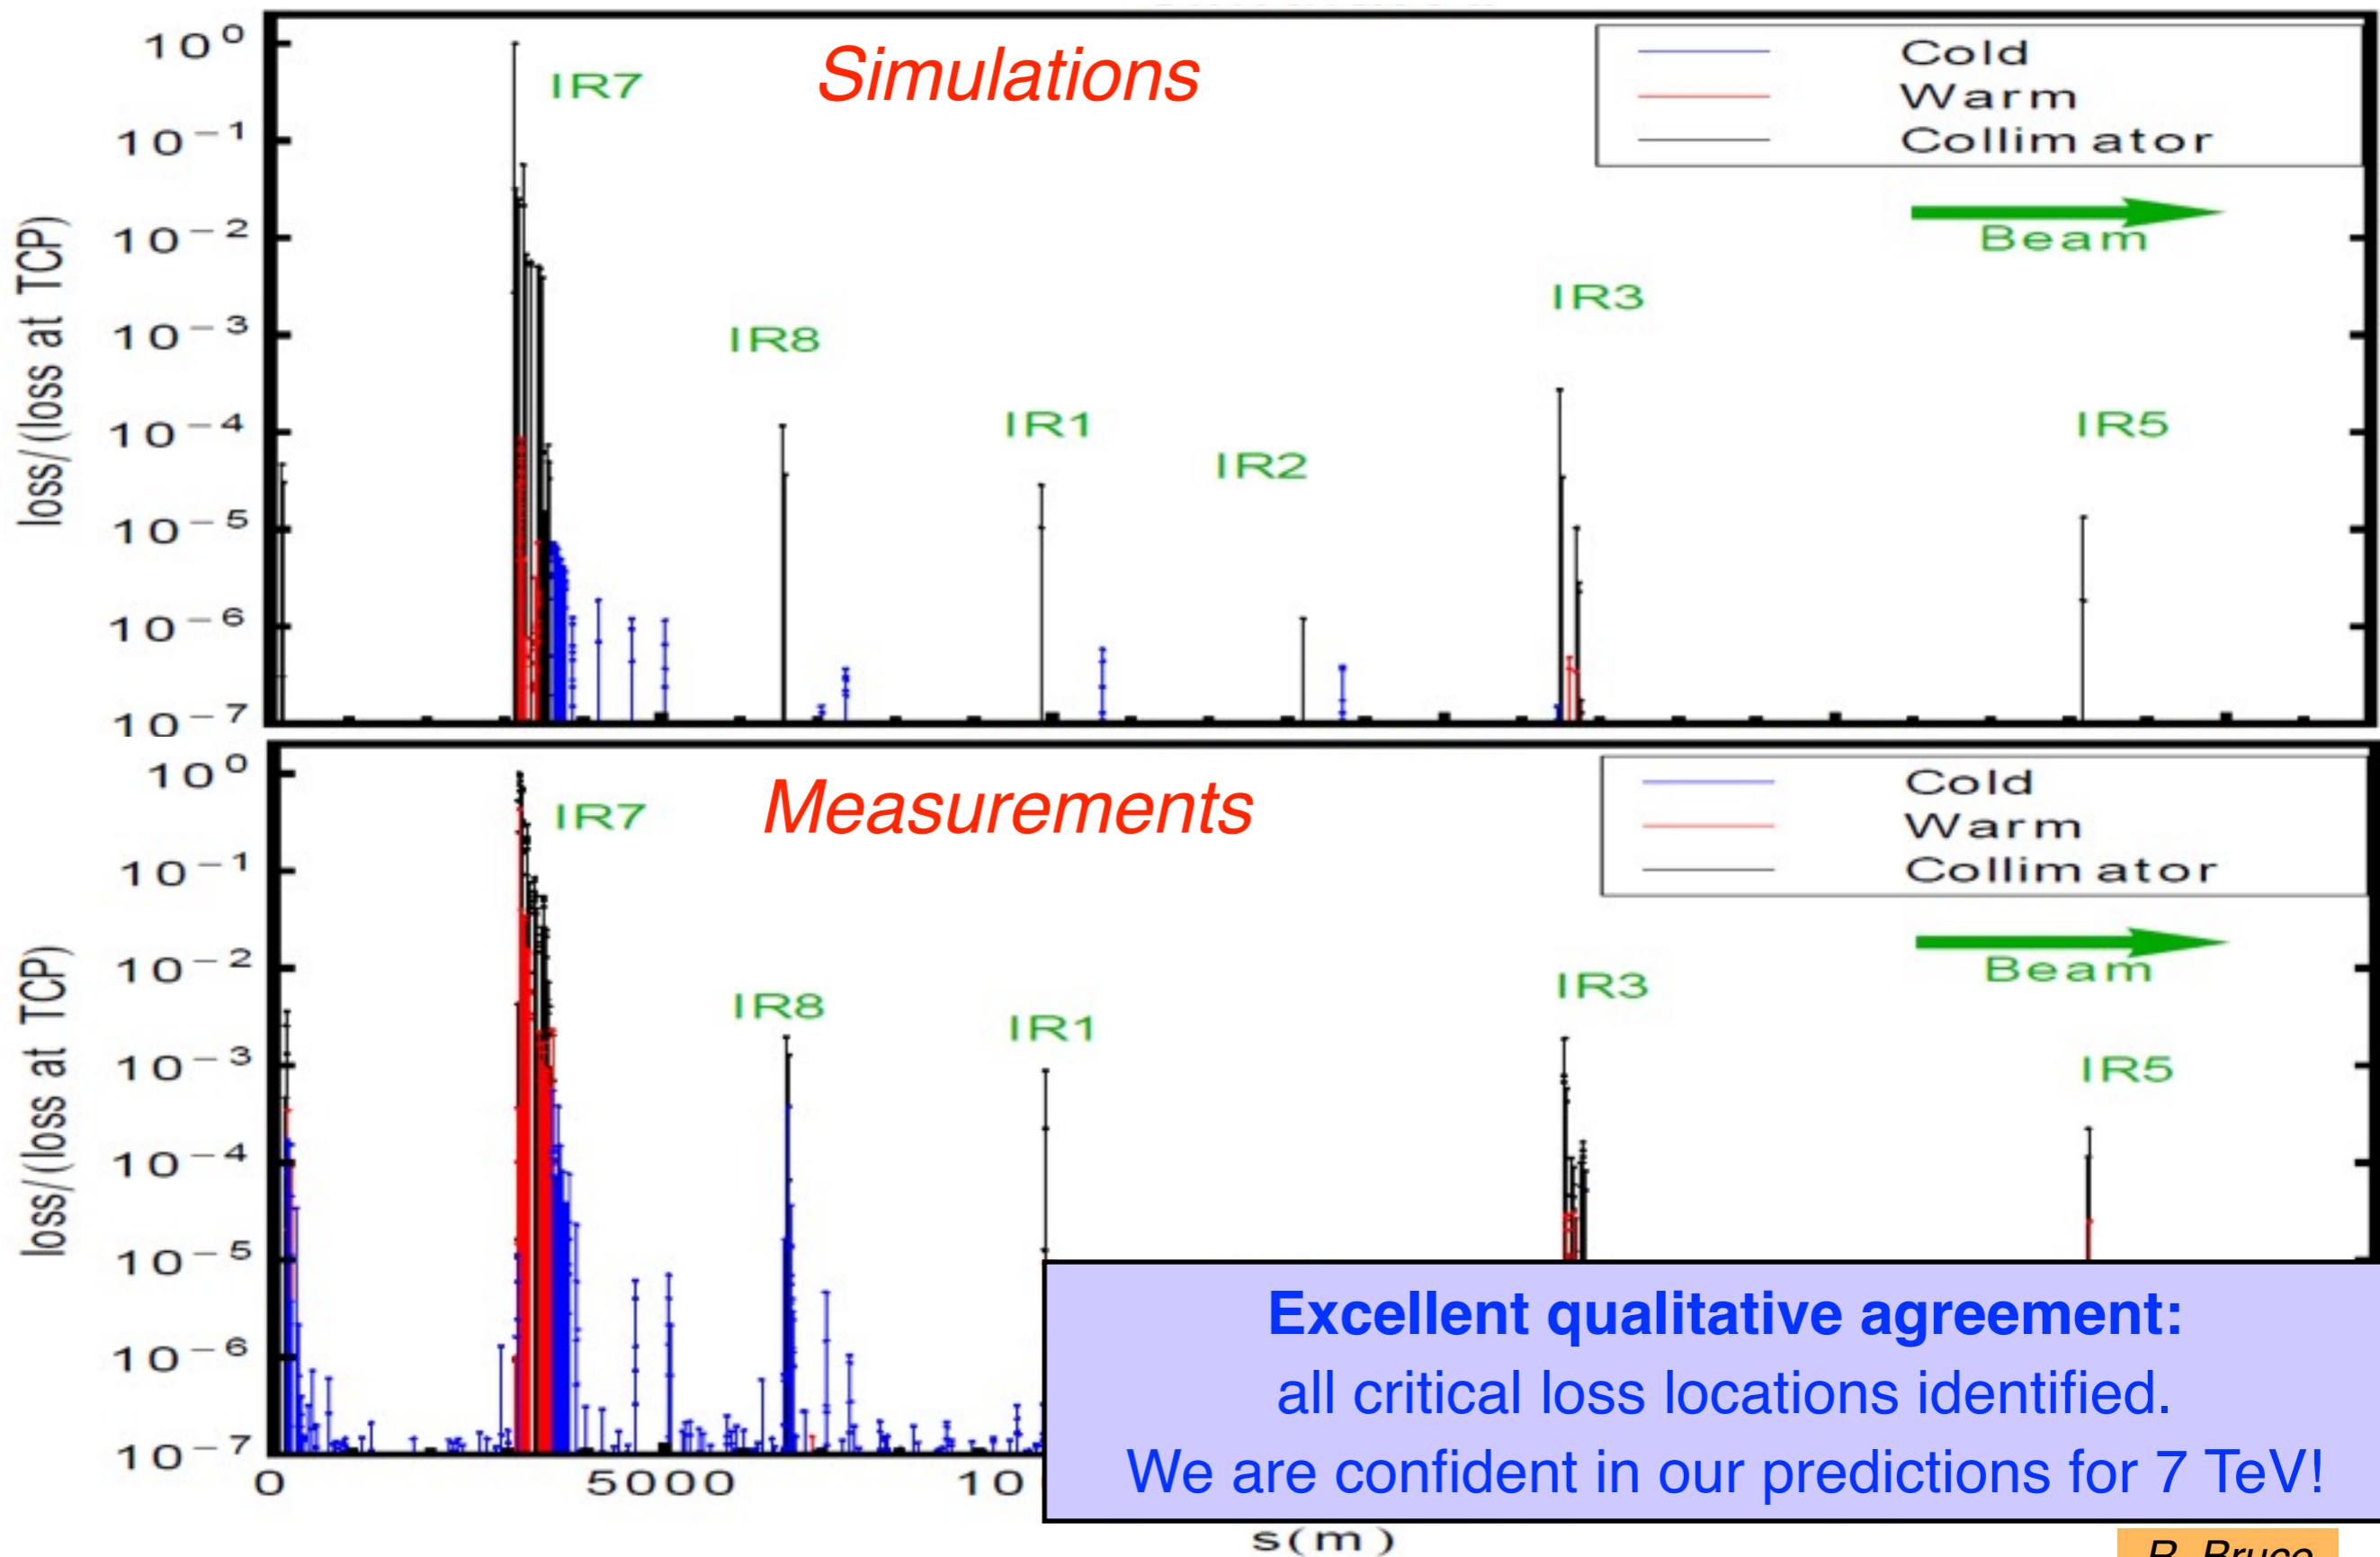 Simulations
Cold
Warm
Collimator
Beam
IR7
IR8
IR1
IR2
IR3
IR5
10⁰
10⁻¹
10⁻²
10⁻³
10⁻⁴
10⁻⁵
10⁻⁶
10⁻⁷
loss/(loss at TCP)
Measurements
Cold
Warm
Collimator
Beam
IR7
IR8
IR1
IR3
IR5
10⁰
10⁻¹
10⁻²
10⁻³
10⁻⁴
10⁻⁵
10⁻⁶
10⁻⁷
loss/(loss at TCP)
0 5000 10
s(m)
Excellent qualitative agreement:
all critical loss locations identified.
We are confident in our predictions for 7 TeV!
R. Bruce